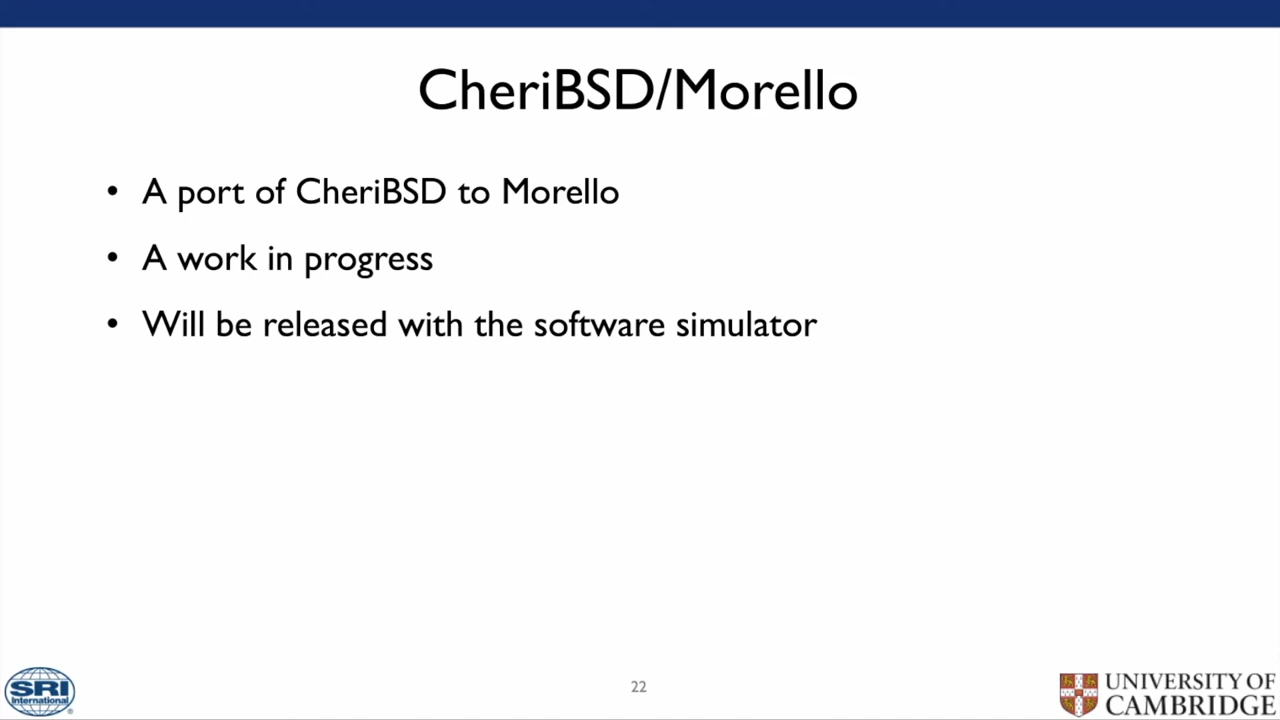 CheriBSD/Morello
• A port of CheriBSD to Morello
• A work in progress
• Will be released with the software simulator
SRI
International
®
22
UNIVERSITY OF
CAMBRIDGE